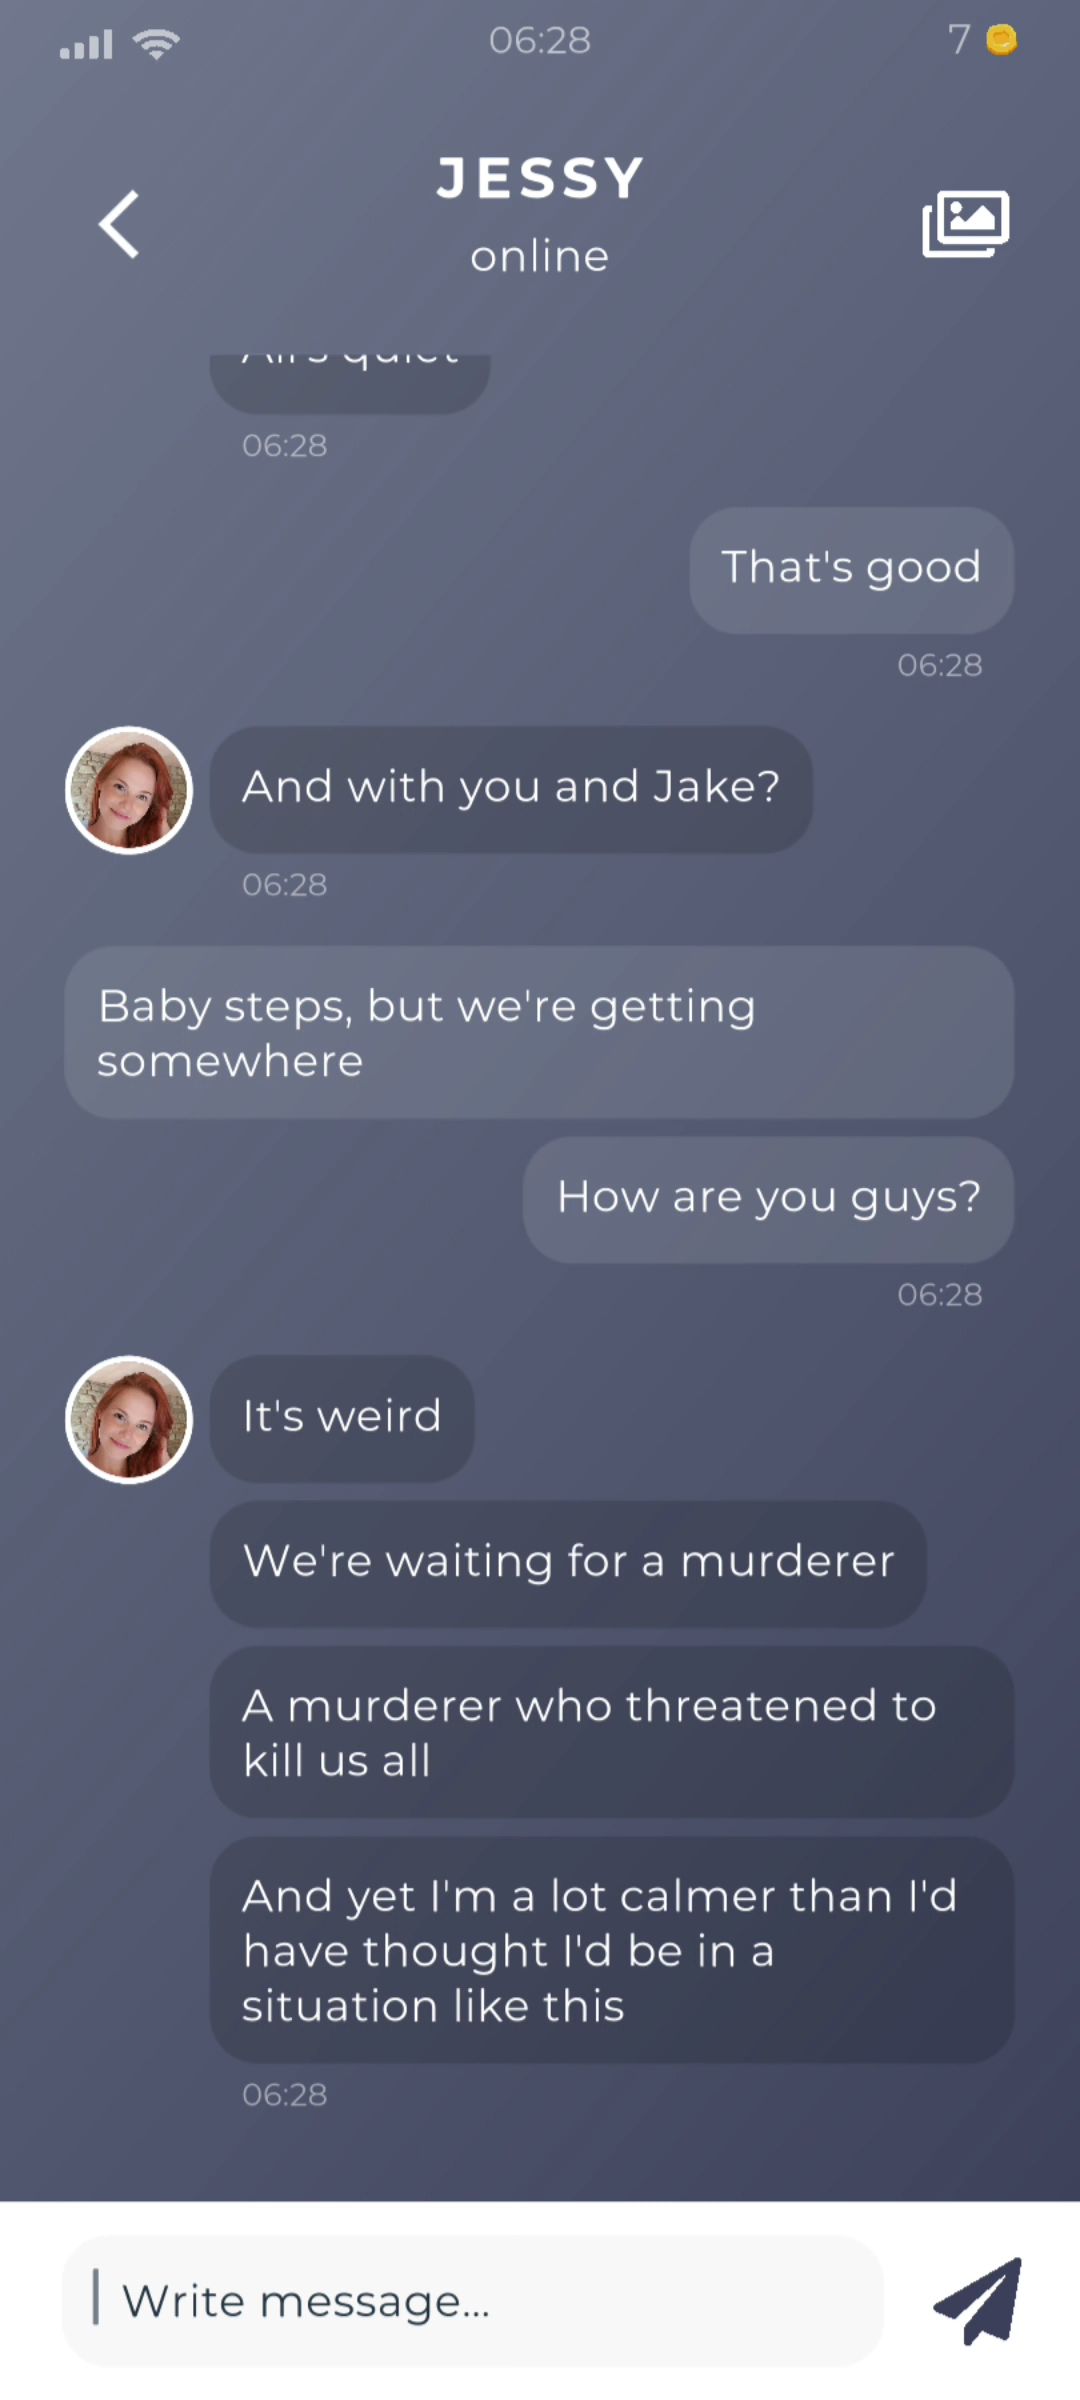 06:28
7
JESSY
online
All's quiet
06:28
That's good
06:28
And with you and Jake?
06:28
Baby steps, but we're getting
somewhere
How are you guys?
06:28
It's weird
We're waiting for a murderer
A murderer who threatened to
kill us all
And yet I'm a lot calmer than I'd
have thought I'd be in a
situation like this
06:28
Write message...